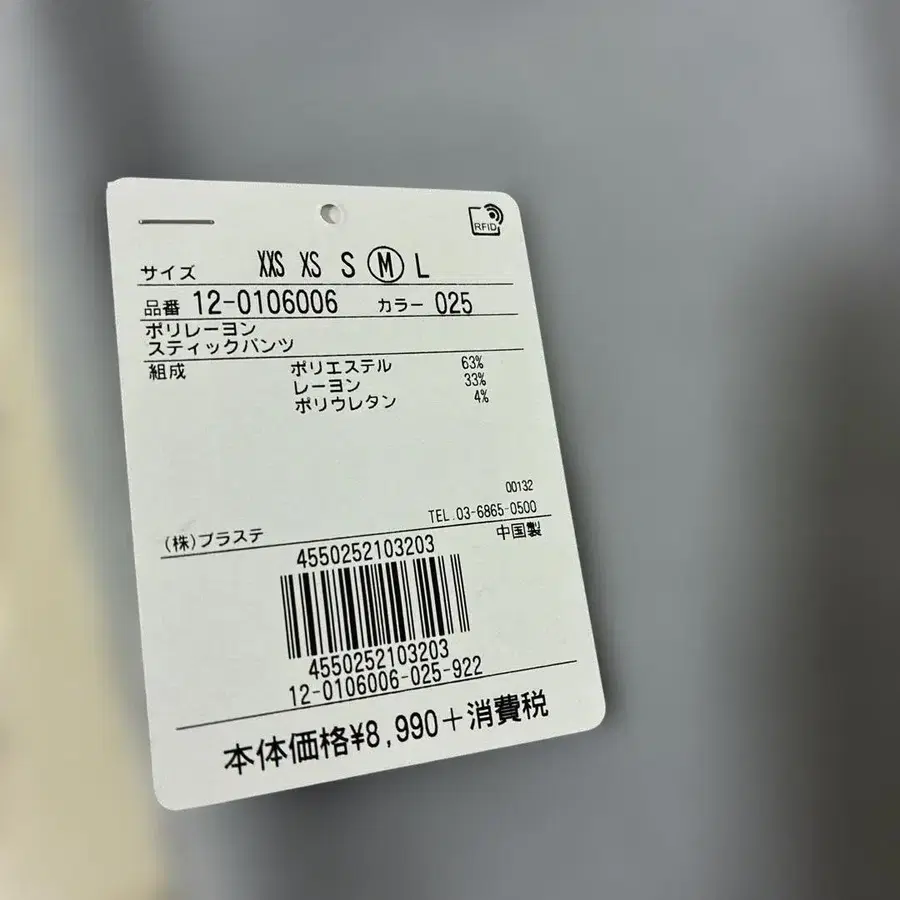 RFID
サイズ XXS XS S M L
品番 12-0106006 カラー 025
ポリレーヨン
スティックパンツ
組成 ポリエステル 63%
レーヨン 33%
ポリウレタン 4%
00132
TEL.03-6865-0500
(株)プラステ 中国製
4550252103203
4550252103203
12-0106006-025-922
本体価格¥8,990+消費税